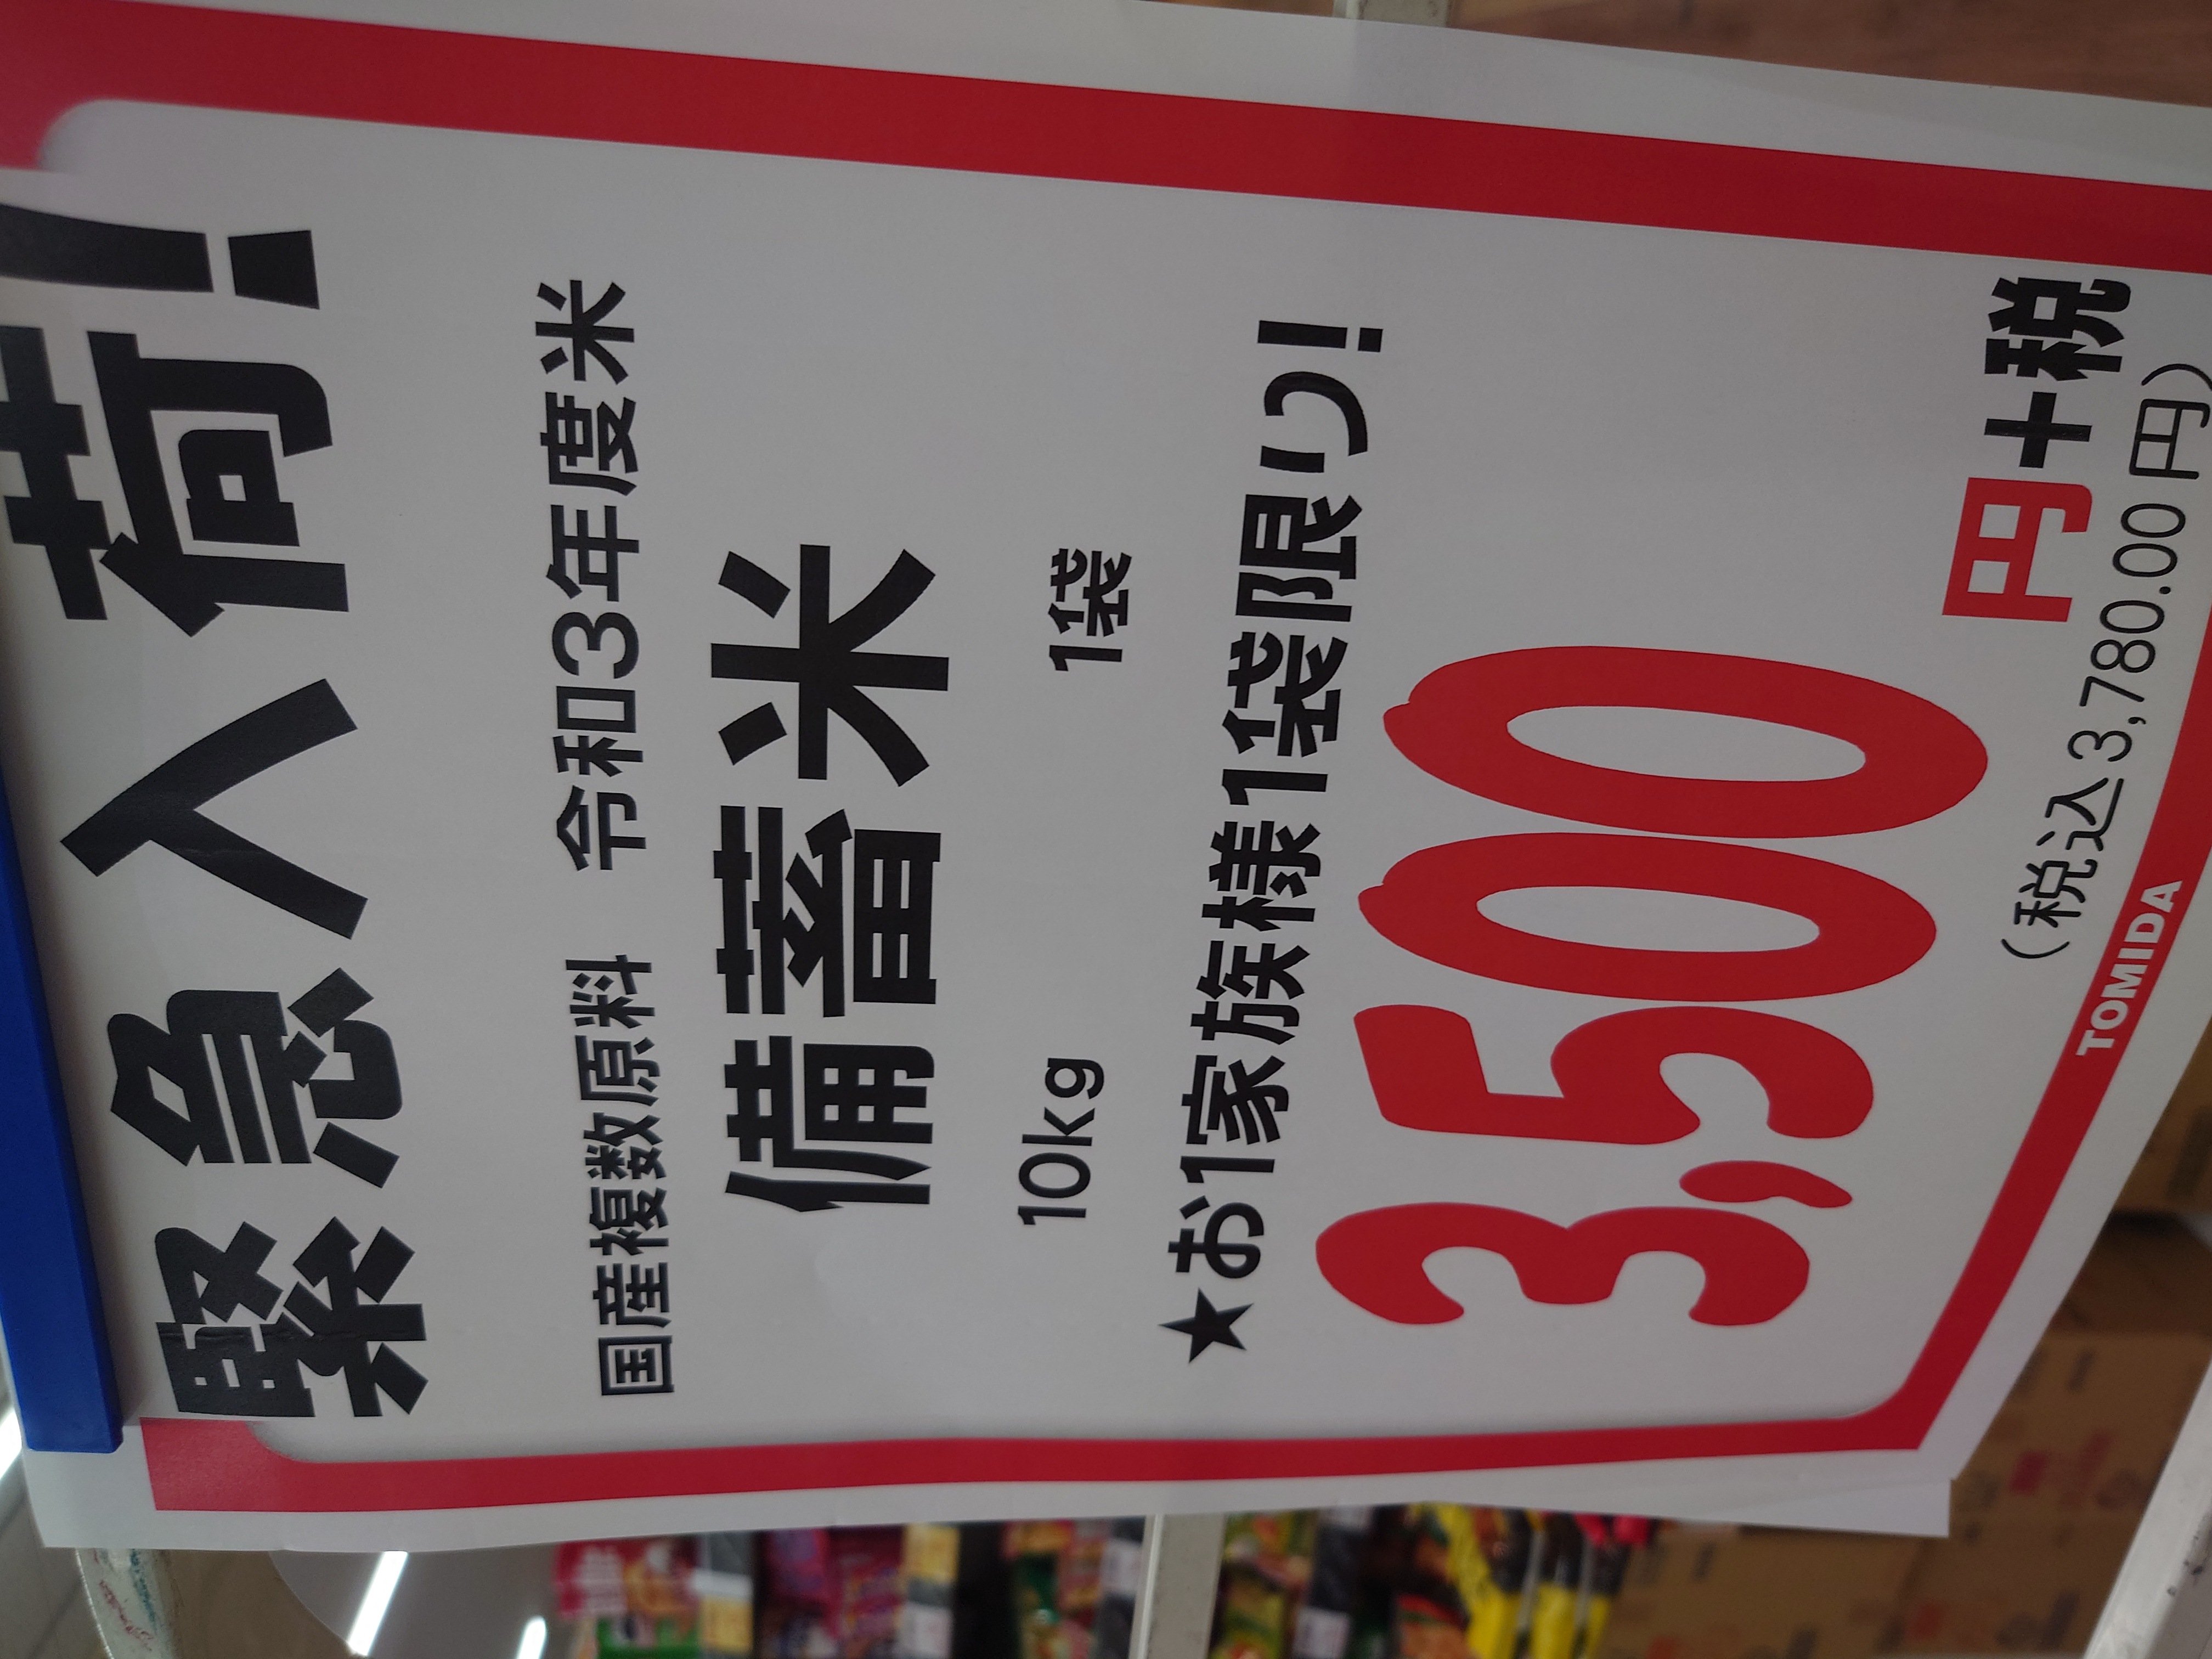 緊急入荷!
国産複数原料 令和3年度米
備蓄米
10kg 1袋
★お1家族様1袋限り!
3,500円+税
(税込3,780.00円)
TOMIDA